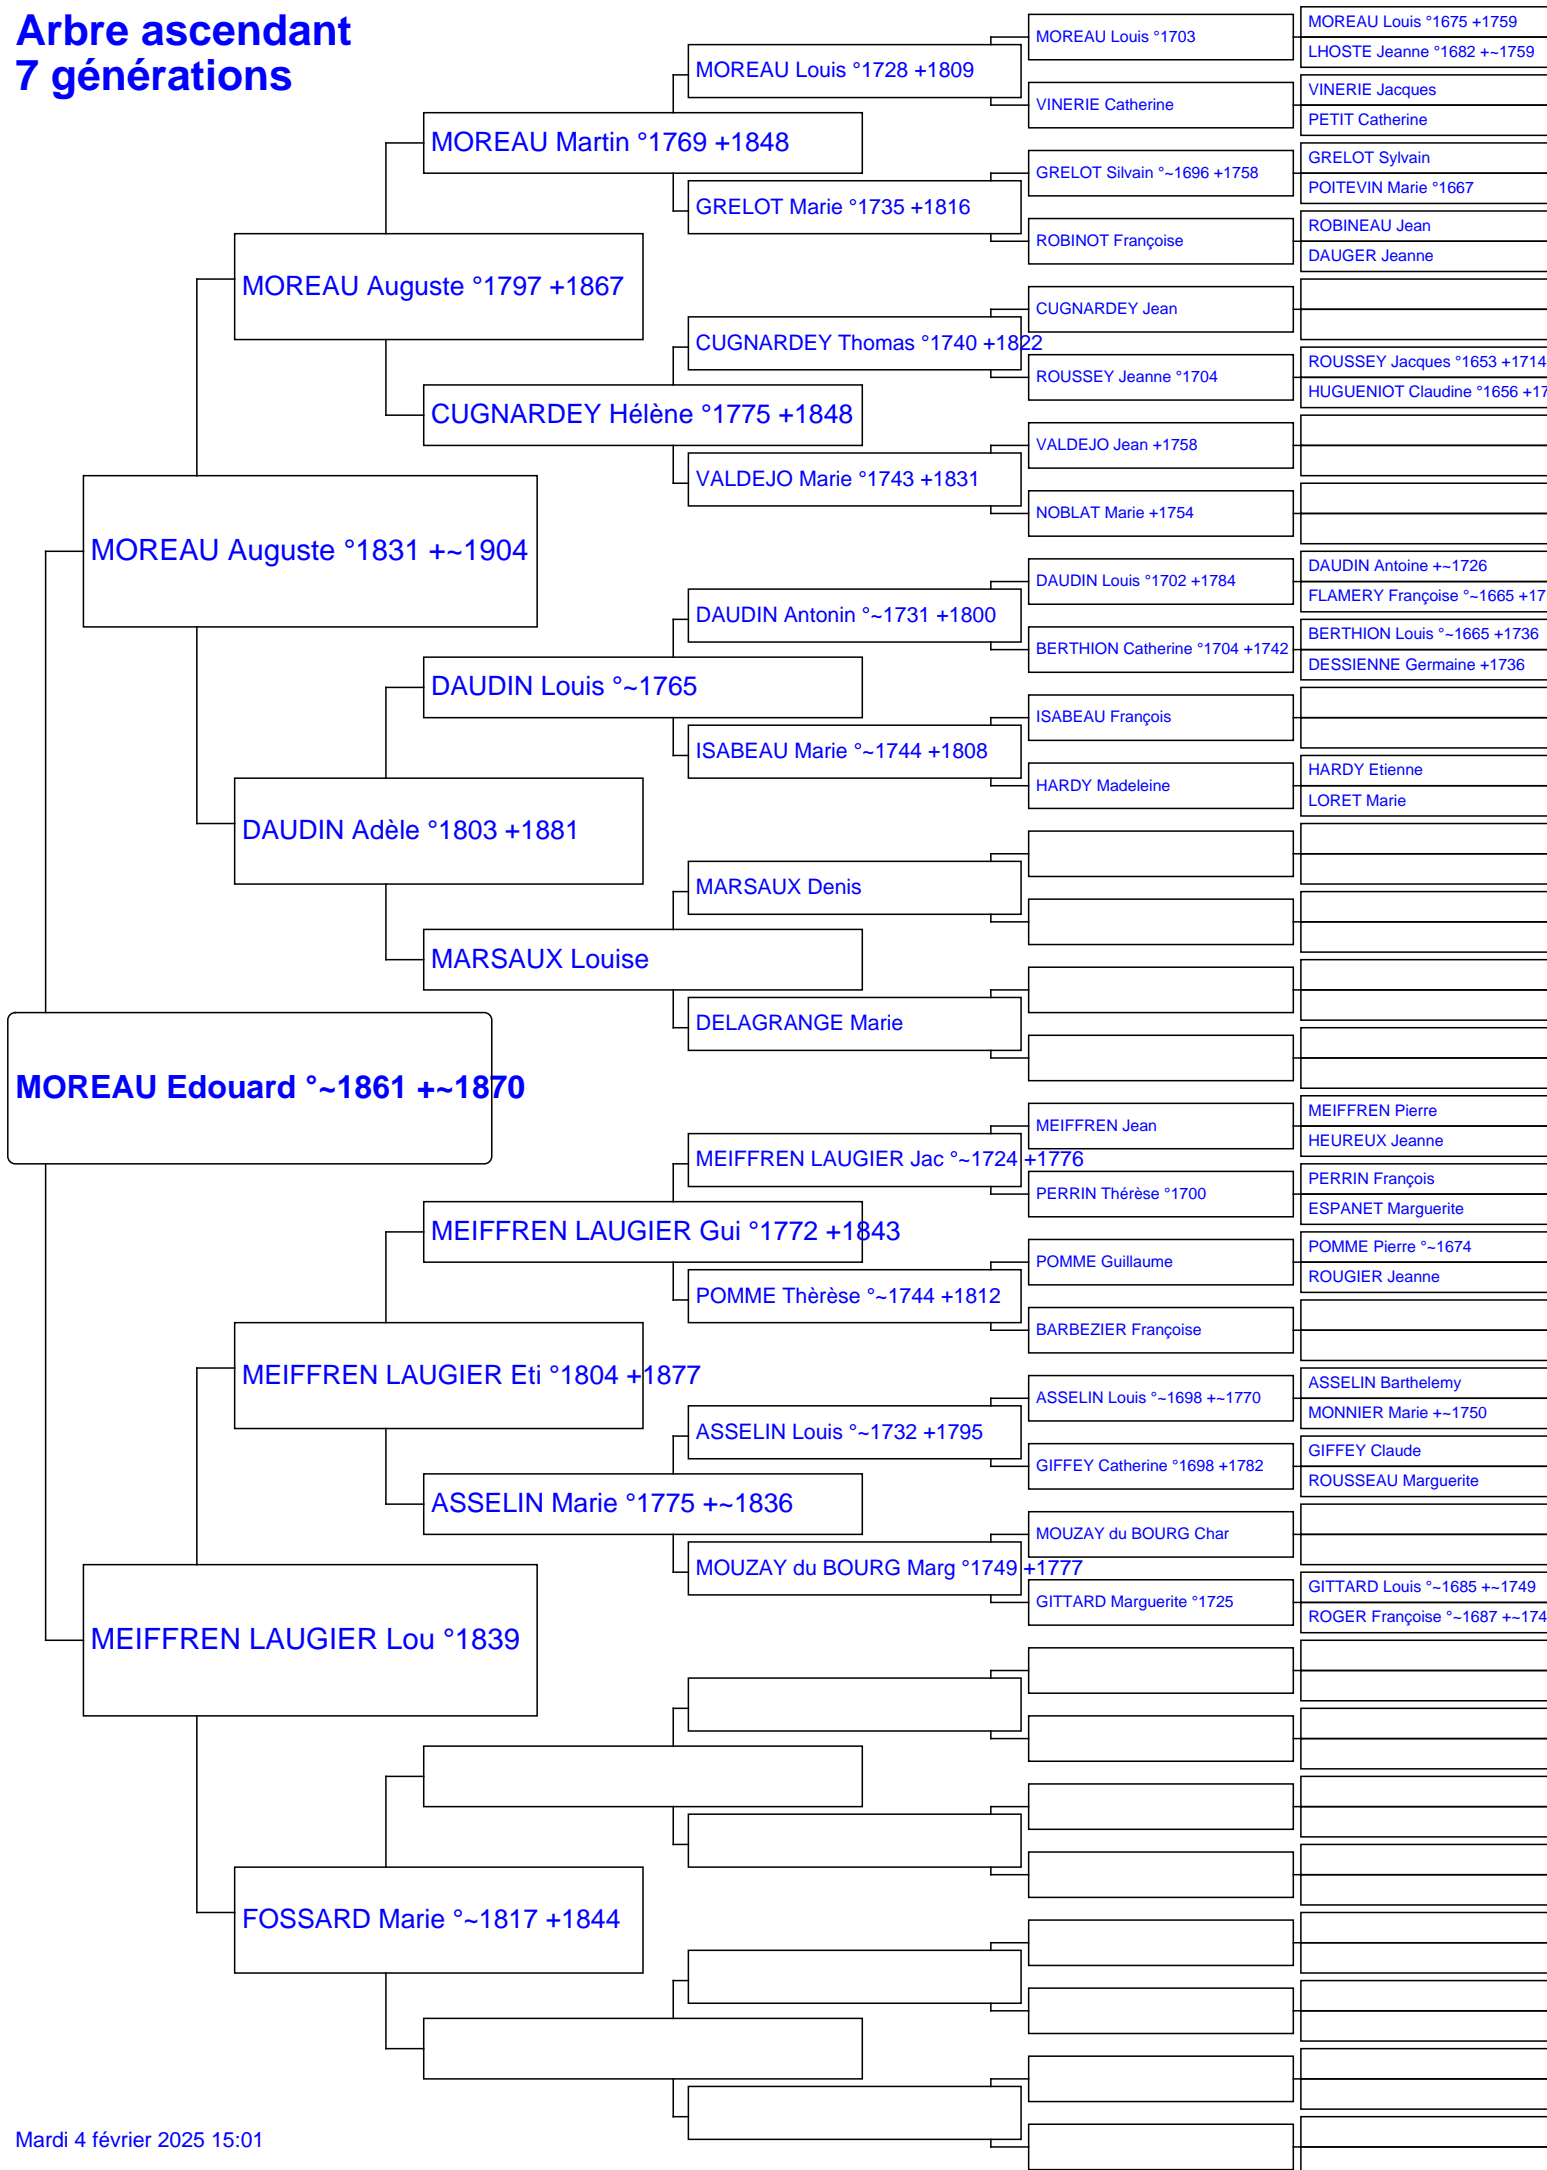 Arbre ascendant
7 générations
MOREAU Edouard °~1861 +~1870
MOREAU Auguste °1831 +~1904
MEIFFREN LAUGIER Lou °1839
MOREAU Auguste °1797 +1867
DAUDIN Adèle °1803 +1881
MEIFFREN LAUGIER Eti °1804 +1877
FOSSARD Marie °~1817 +1844
MOREAU Martin °1769 +1848
CUGNARDEY Hélène °1775 +1848
DAUDIN Louis °~1765
MARSAUX Louise
MEIFFREN LAUGIER Gui °1772 +1843
ASSELIN Marie °1775 +~1836
MOREAU Louis °1728 +1809
GRELOT Marie °1735 +1816
CUGNARDEY Thomas °1740 +1822
VALDEJO Marie °1743 +1831
DAUDIN Antonin °~1731 +1800
ISABEAU Marie °~1744 +1808
MARSAUX Denis
DELAGRANGE Marie
MEIFFREN LAUGIER Jac °~1724 +1776
POMME Thèrèse °~1744 +1812
ASSELIN Louis °~1732 +1795
MOUZAY du BOURG Marg °1749 +1777
MOREAU Louis °1703
VINERIE Catherine
GRELOT Silvain °~1696 +1758
ROBINOT Françoise
CUGNARDEY Jean
ROUSSEY Jeanne °1704
VALDEJO Jean +1758
NOBLAT Marie +1754
DAUDIN Louis °1702 +1784
BERTHION Catherine °1704 +1742
ISABEAU François
HARDY Madeleine
MEIFFREN Jean
PERRIN Thérèse °1700
POMME Guillaume
BARBEZIER Françoise
ASSELIN Louis °~1698 +~1770
GIFFEY Catherine °1698 +1782
MOUZAY du BOURG Char
GITTARD Marguerite °1725
MOREAU Louis °1675 +1759
LHOSTE Jeanne °1682 +~1759
VINERIE Jacques
PETIT Catherine
GRELOT Sylvain
POITEVIN Marie °1667
ROBINEAU Jean
DAUGER Jeanne
ROUSSEY Jacques °1653 +1714
HUGUENIOT Claudine °1656 +17
DAUDIN Antoine +~1726
FLAMERY Françoise °~1665 +17
BERTHION Louis °~1665 +1736
DESSIENNE Germaine +1736
HARDY Etienne
LORET Marie
MEIFFREN Pierre
HEUREUX Jeanne
PERRIN François
ESPANET Marguerite
POMME Pierre °~1674
ROUGIER Jeanne
ASSELIN Barthelemy
MONNIER Marie +~1750
GIFFEY Claude
ROUSSEAU Marguerite
GITTARD Louis °~1685 +~1749
ROGER Françoise °~1687 +~174
Mardi 4 février 2025 15:01